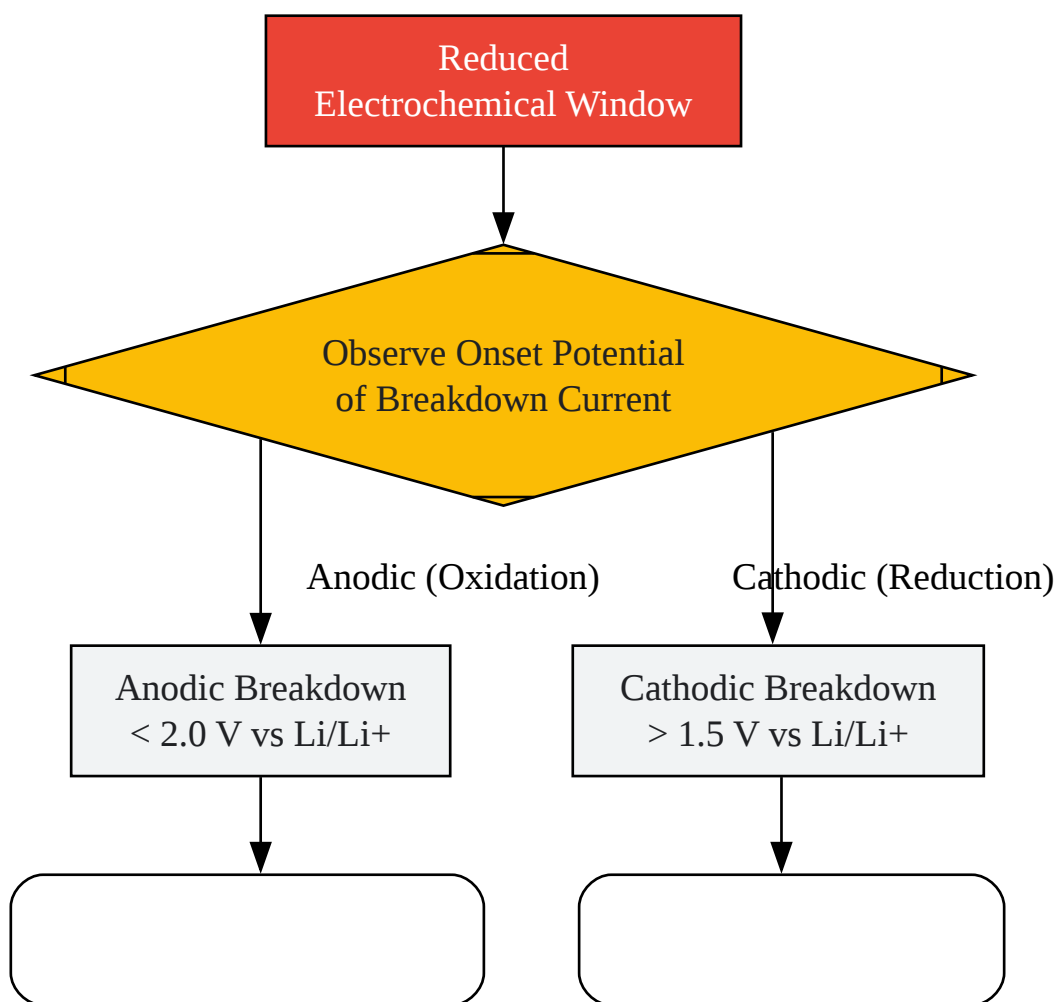 Reduced
Electrochemical Window
Observe Onset Potential
of Breakdown Current
Anodic (Oxidation)
Cathodic (Reduction)
Anodic Breakdown
< 2.0 V vs Li/Li+
Cathodic Breakdown
> 1.5 V vs Li/Li+